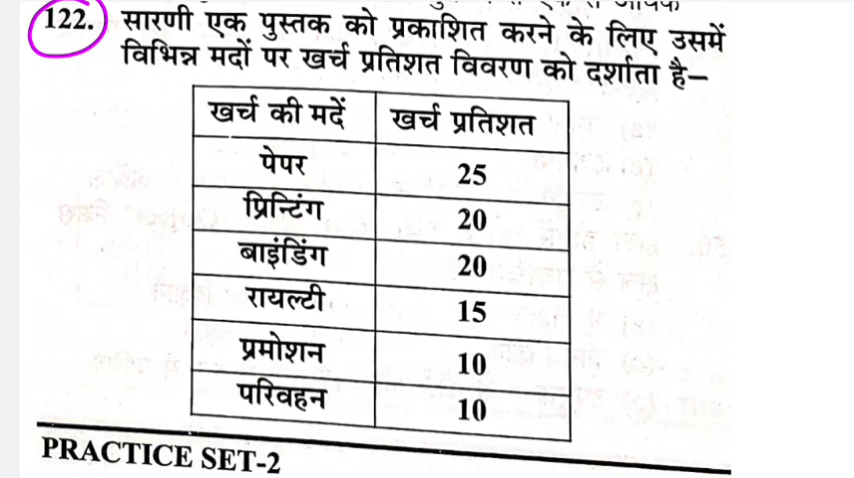 122. सारणी एक पुस्तक को प्रकाशित करने के लिए उसमें
विभिन्न मदों पर खर्च प्रतिशत विवरण को दर्शाता है–
खर्च की मदें खर्च प्रतिशत
पेपर 25
प्रिन्टिंग 20
बाइंडिंग 20
रायल्टी 15
प्रमोशन 10
परिवहन 10
PRACTICE SET-2